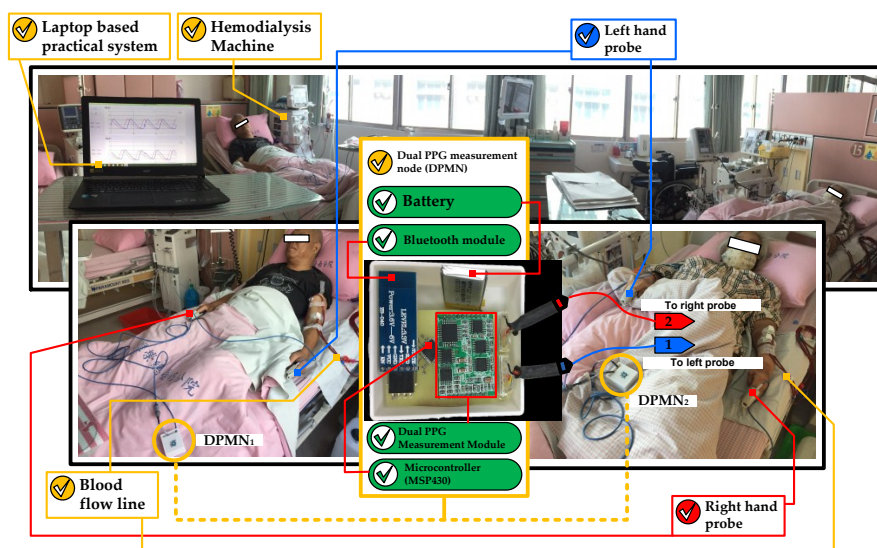 Laptop based
practical system
Hemodialysis
Machine
Left hand
probe
Dual PPG measurement
node (DPMN)
Battery
Bluetooth module
15
To right probe
2
1
To left probe
DPMN1
DPMN2
Dual PPG
Measurement Module
Microcontroller
(MSP430)
Blood
flow line
Right hand
probe